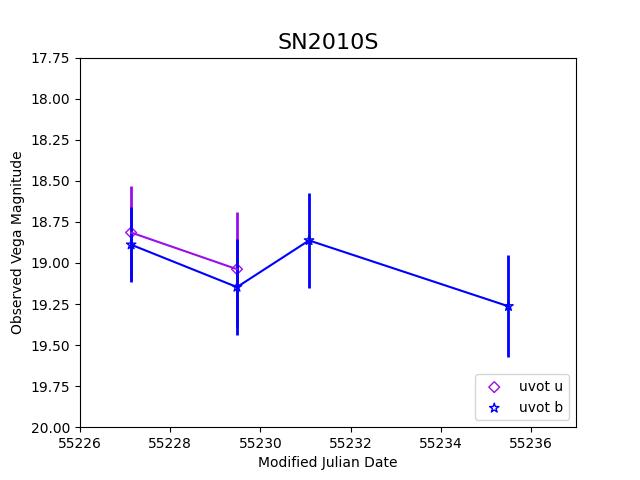 SN2010S
17.75
18.00
18.25
18.50
18.75
19.00
19.25
19.50
19.75
20.00
Observed Vega Magnitude
uvot u
uvot b
55226 55228 55230 55232 55234 55236
Modified Julian Date